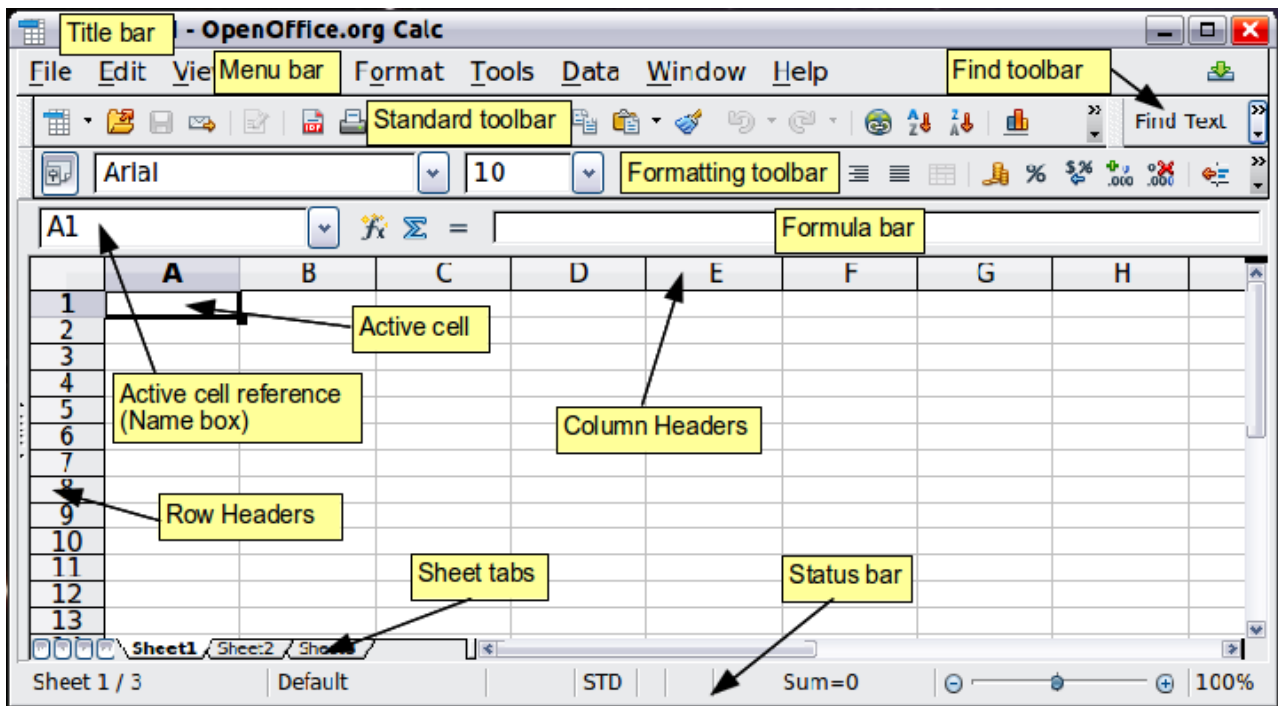 Title bar - OpenOffice.org Calc
File Edit Menu bar Format Tools Data Window Help Find toolbar
Standard toolbar Find Text
Arial 10 Formatting toolbar %
A1 = Formula bar
A B C D E F G H
1
2 Active cell
3
4 Active cell reference
5 (Name box)
6 Column Headers
7
8
9 Row Headers
10
11 Sheet tabs Status bar
12
13
Sheet1 Sheet2
Sheet 1 / 3 Default STD Sum=0 100%